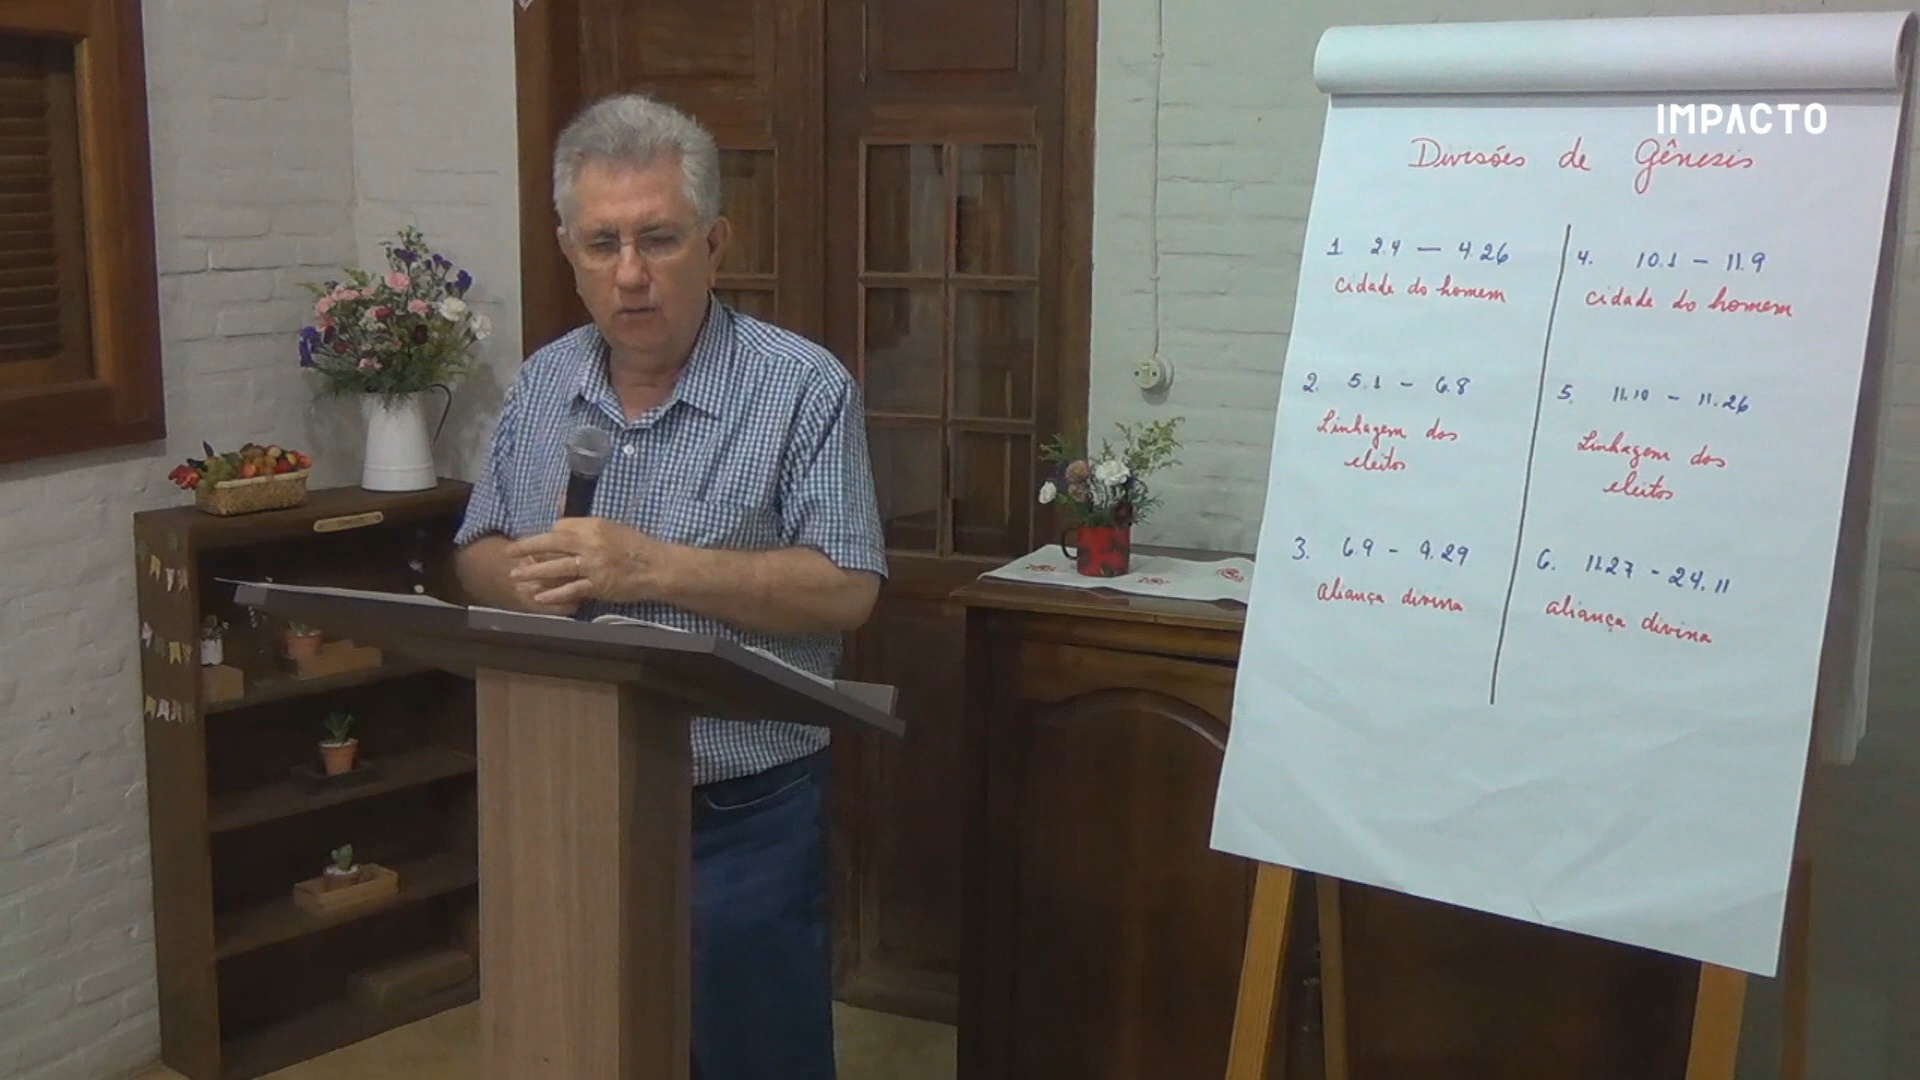 IMPACTO
Divisões de Gênesis
1 2.4 — 4.26
cidade do homem
2. 5.1 - 6.8
Linhagem dos
eleitos
3. 6.9 - 9.29
aliança divina
4. 10.1 - 11.9
cidade do homem
5. 11.10 - 11.26
Linhagem dos
eleitos
6. 11.27 - 24.11
aliança divina